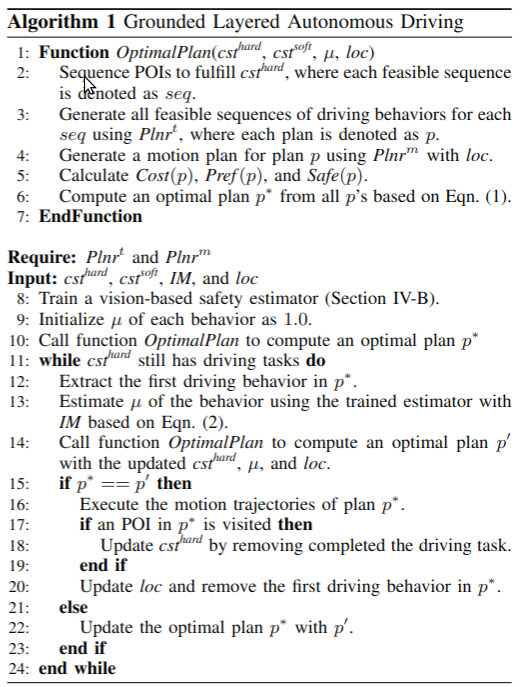 Algorithm 1 Grounded Layered Autonomous Driving
1: Function OptimalPlan(cst^hard, cst^soft, μ, loc)
2: Sequence POIs to fulfill cst^hard, where each feasible sequence
is denoted as seq.
3: Generate all feasible sequences of driving behaviors for each
seq using Plnr^t, where each plan is denoted as p.
4: Generate a motion plan for plan p using Plnr^m with loc.
5: Calculate Cost(p), Pref(p), and Safe(p).
6: Compute an optimal plan p* from all p's based on Eqn. (1).
7: EndFunction
Require: Plnr^t and Plnr^m
Input: cst^hard, cst^soft, IM, and loc
8: Train a vision-based safety estimator (Section IV-B).
9: Initialize μ of each behavior as 1.0.
10: Call function OptimalPlan to compute an optimal plan p*
11: while cst^hard still has driving tasks do
12: Extract the first driving behavior in p*.
13: Estimate μ of the behavior using the trained estimator with
IM based on Eqn. (2).
14: Call function OptimalPlan to compute an optimal plan p′
with the updated cst^hard, μ, and loc.
15: if p* == p′ then
16: Execute the motion trajectories of plan p*.
17: if an POI in p* is visited then
18: Update cst^hard by removing completed the driving task.
19: end if
20: Update loc and remove the first driving behavior in p*.
21: else
22: Update the optimal plan p* with p′.
23: end if
24: end while